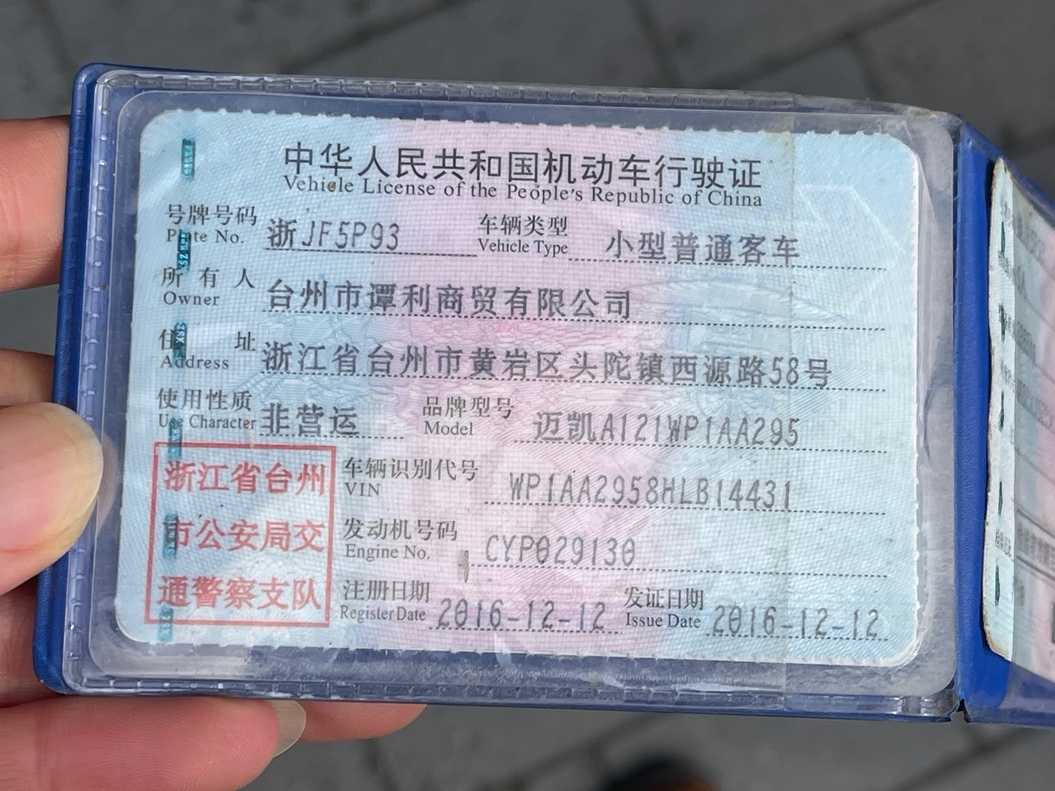 中华人民共和国机动车行驶证
Vehicle License of the People's Republic of China
号牌号码 浙JF5P93 车辆类型 小型普通客车
Plate No. Vehicle Type
所有人 台州市谭利商贸有限公司
Owner
住址 浙江省台州市黄岩区头陀镇西源路58号
Address
使用性质 非营运 品牌型号 迈凯A121WP1AA295
Use Character Model
浙江省台州
市公安局交
通警察支队
车辆识别代号 WP1AA2958HLB14431
VIN
发动机号码 CYP029130
Engine No.
注册日期 2016-12-12 发证日期 2016-12-12
Register Date Issue Date